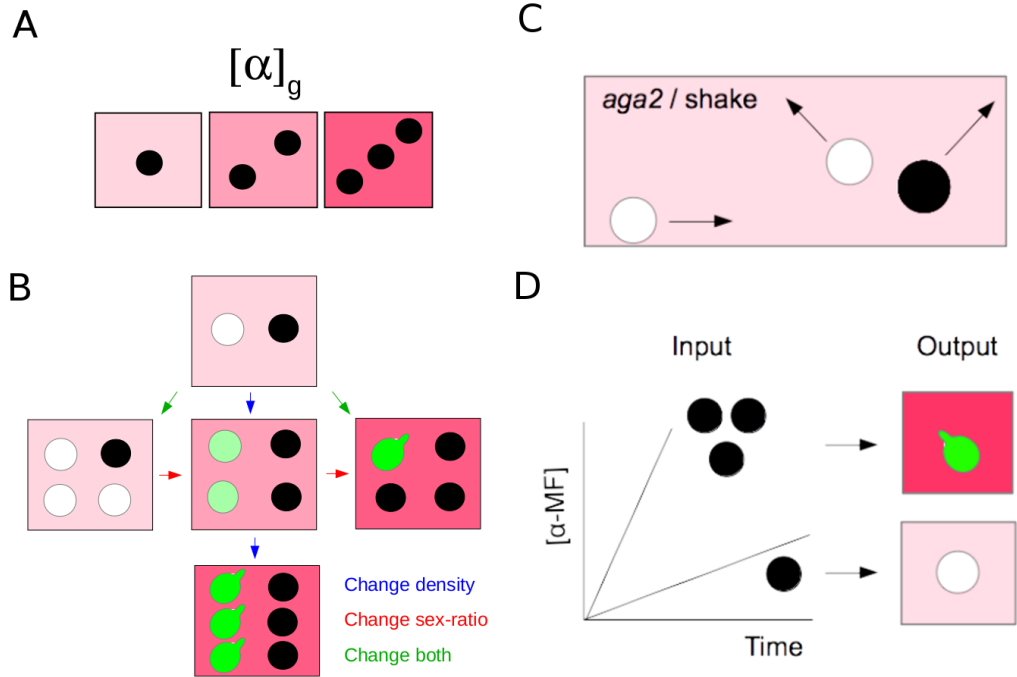 A
[α]g
B
Change density
Change sex-ratio
Change both
C
aga2 / shake
D
Input
Output
[α-MF]
Time